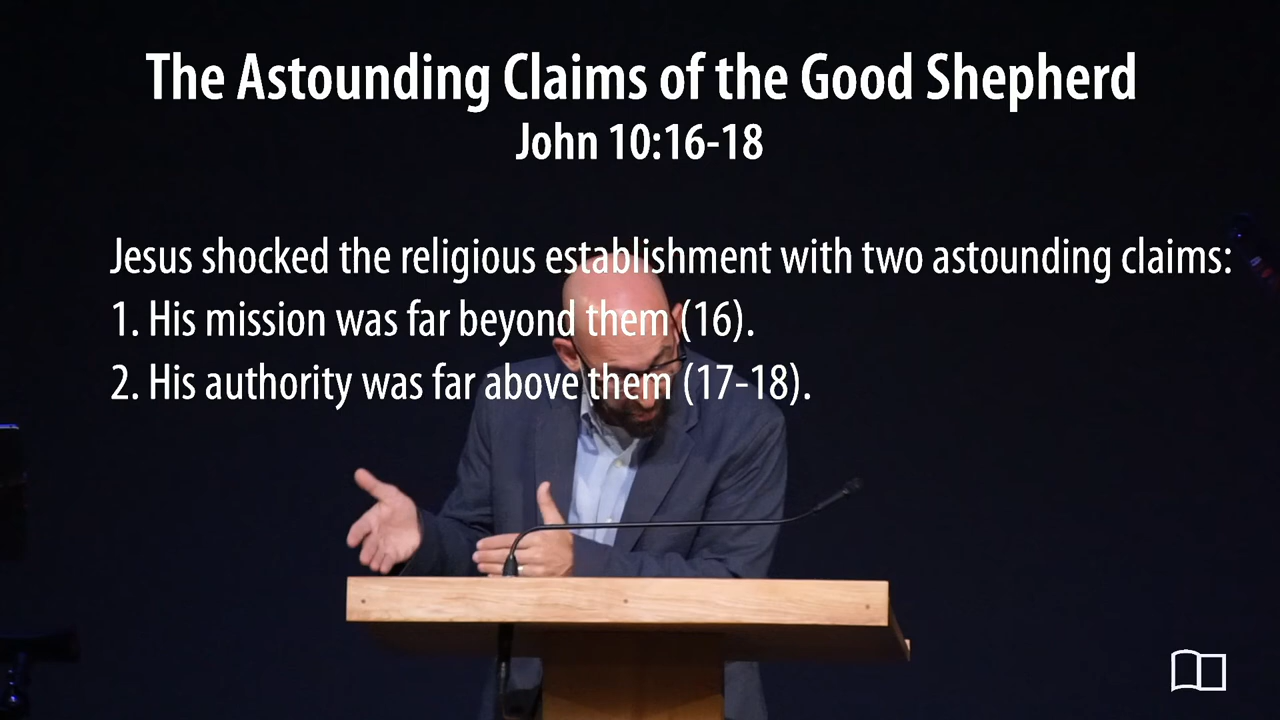 The Astounding Claims of the Good Shepherd
John 10:16-18
Jesus shocked the religious establishment with two astounding claims:
1. His mission was far beyond them (16).
2. His authority was far above them (17-18).